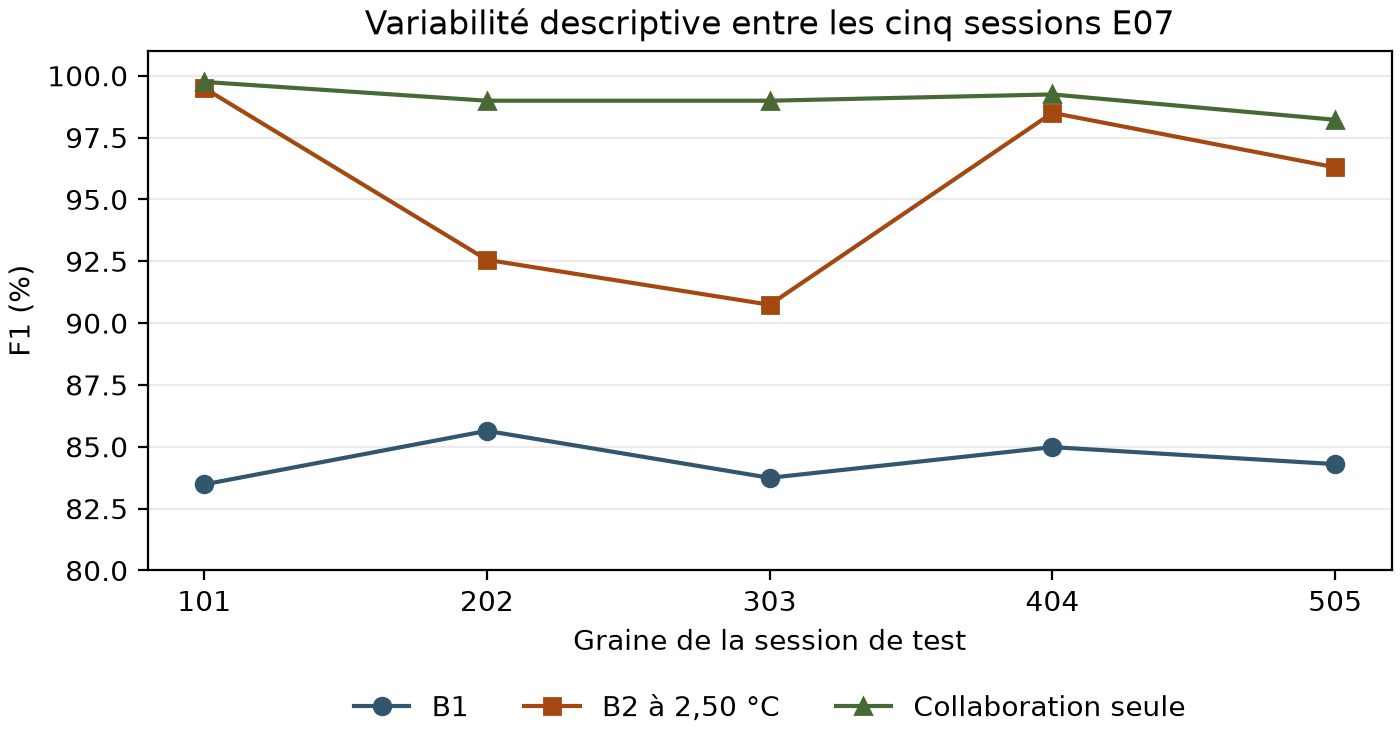 Variabilité descriptive entre les cinq sessions E07
100.0
97.5
95.0
92.5
90.0
87.5
85.0
82.5
80.0
F1 (%)
101 202 303 404 505
Graine de la session de test
B1 B2 à 2,50 °C Collaboration seule